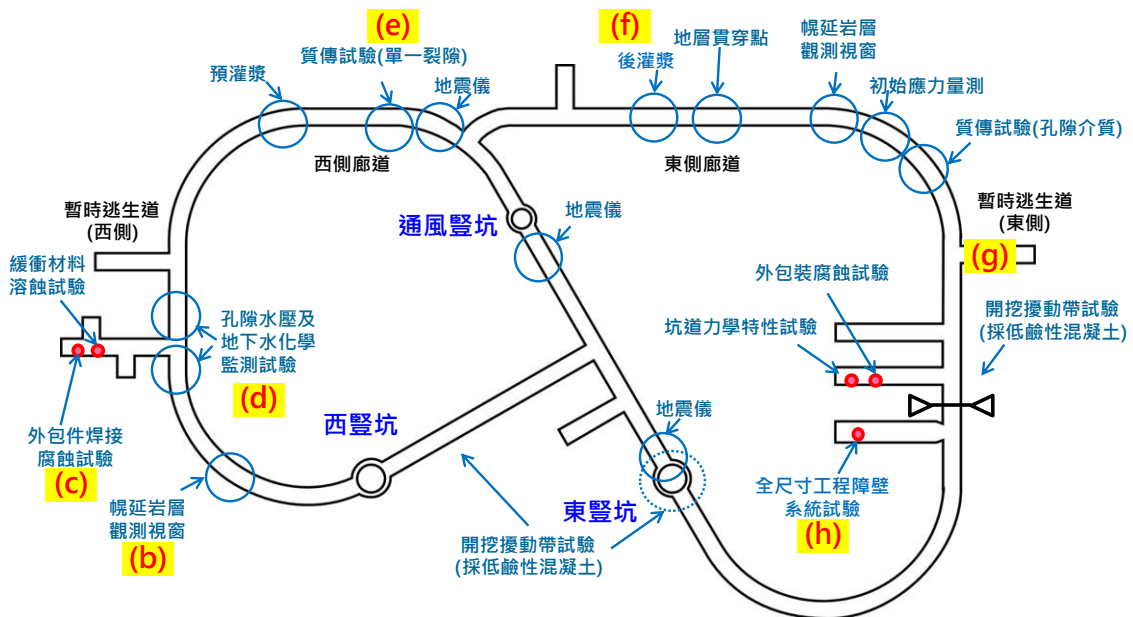 (e)
質傳試驗(單一裂隙)
預灌漿
地震儀
西側廊道
(f)
後灌漿
地層貫穿點
幌延岩層
觀測視窗
初始應力量測
質傳試驗(孔隙介質)
東側廊道
暫時逃生道
(西側)
通風豎坑
地震儀
暫時逃生道
(東側)
(g)
緩衝材料
溶蝕試驗
孔隙水壓及
地下水化學
監測試驗
(d)
外包裝腐蝕試驗
坑道力學特性試驗
開挖擾動帶試驗
(採低鹼性混凝土)
外包件焊接
腐蝕試驗
(c)
西豎坑
地震儀
幌延岩層
觀測視窗
(b)
東豎坑
開挖擾動帶試驗
(採低鹼性混凝土)
全尺寸工程障壁
系統試驗
(h)